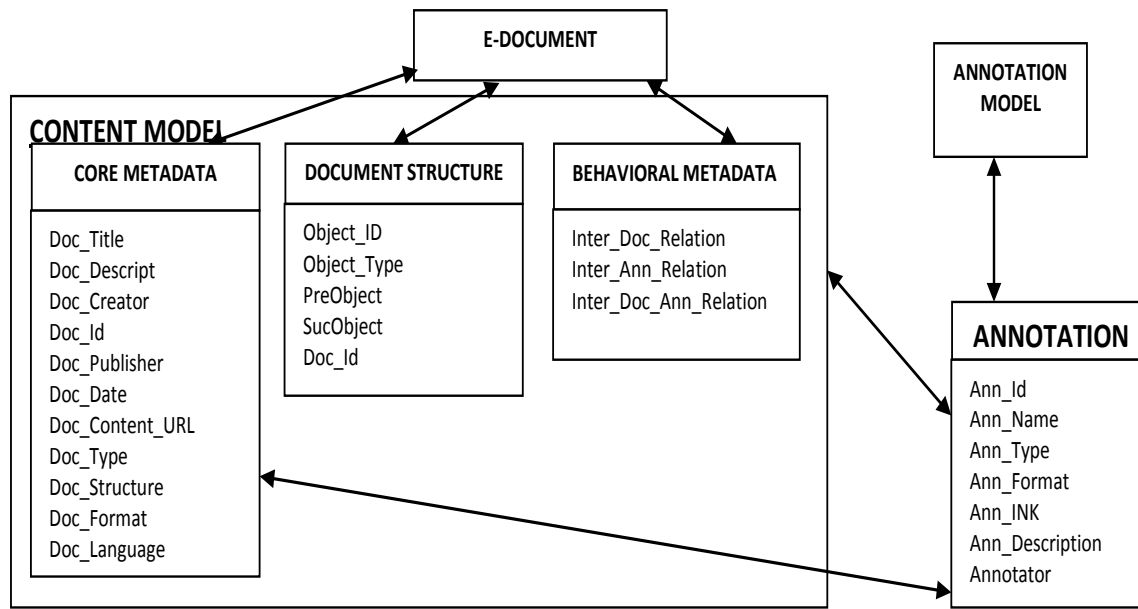 E-DOCUMENT
ANNOTATION
MODEL
CONTENT MODEL
CORE METADATA
Doc_Title
Doc_Descript
Doc_Creator
Doc_Id
Doc_Publisher
Doc_Date
Doc_Content_URL
Doc_Type
Doc_Structure
Doc_Format
Doc_Language
DOCUMENT STRUCTURE
Object_ID
Object_Type
PreObject
SucObject
Doc_Id
BEHAVIORAL METADATA
Inter_Doc_Relation
Inter_Ann_Relation
Inter_Doc_Ann_Relation
ANNOTATION
Ann_Id
Ann_Name
Ann_Type
Ann_Format
Ann_INK
Ann_Description
Annotator